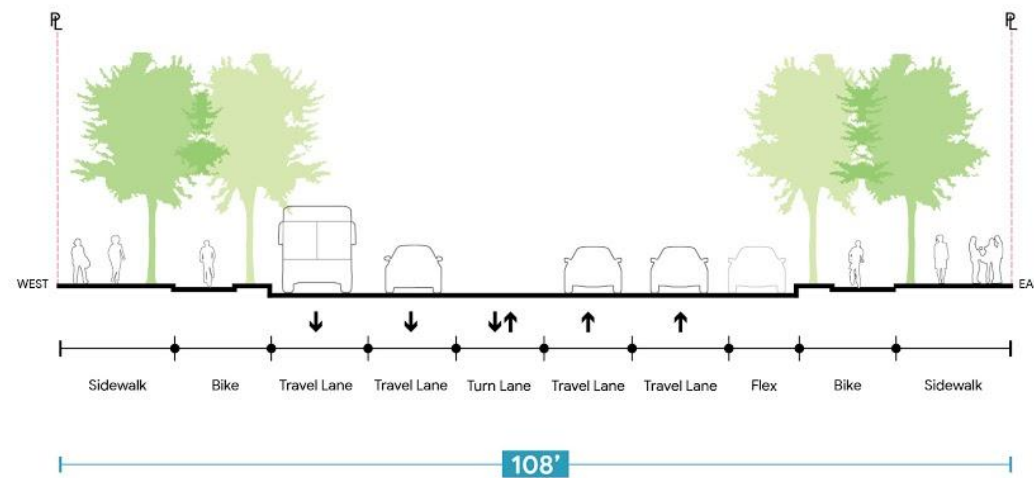 PL PL
WEST EA
Sidewalk Bike Travel Lane Travel Lane Turn Lane Travel Lane Travel Lane Flex Bike Sidewalk
108’